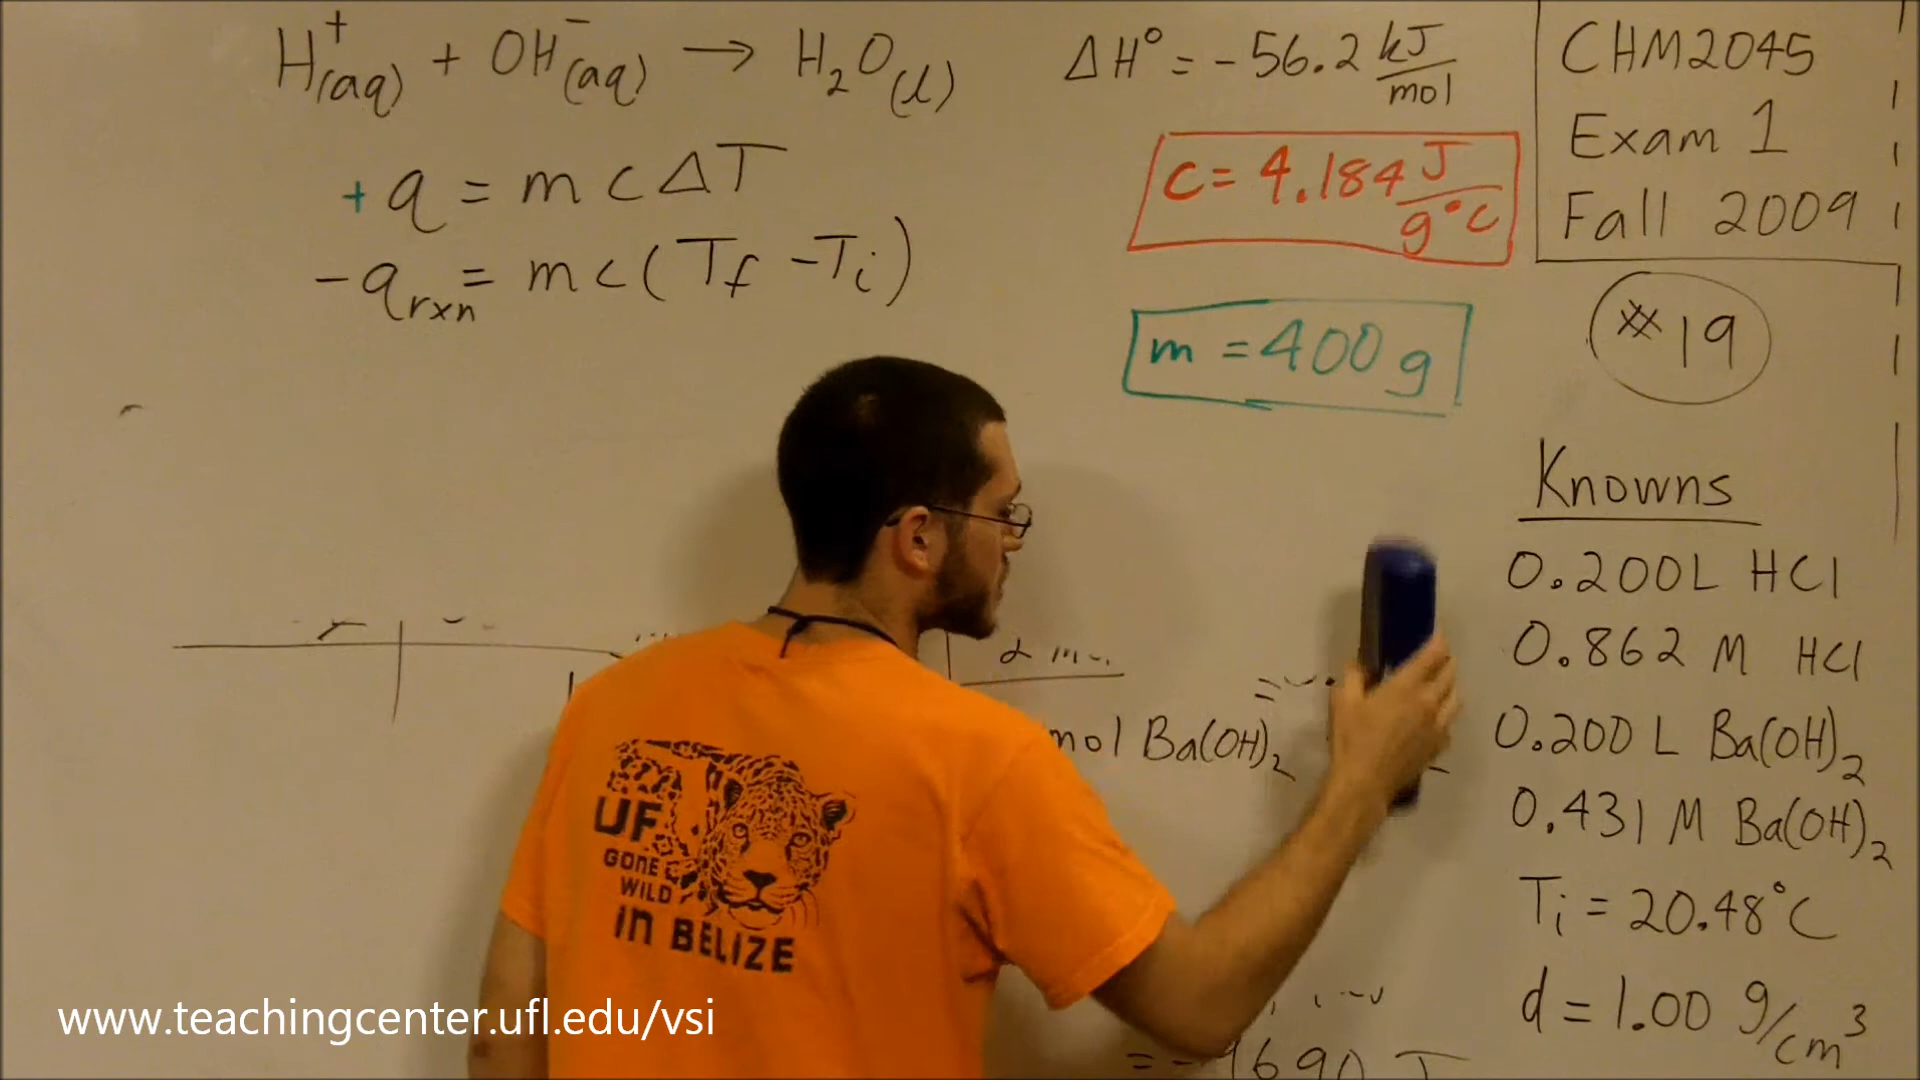 H⁺(aq) + OH⁻(aq) → H₂O(l)
ΔH° = -56.2 kJ/mol
+q = mcΔT
-q rxn = mc(Tf - Ti)
c = 4.184 J/g°C
m = 400 g
CHM2045
Exam 1
Fall 2009
#19
mol Ba(OH)₂
Knowns
0.200L HCl
0.862 M HCl
0.200 L Ba(OH)₂
0.431 M Ba(OH)₂
Ti = 20.48°C
d = 1.00 g/cm³
UF
GONE
WILD
IN BELIZE
www.teachingcenter.ufl.edu/vsi